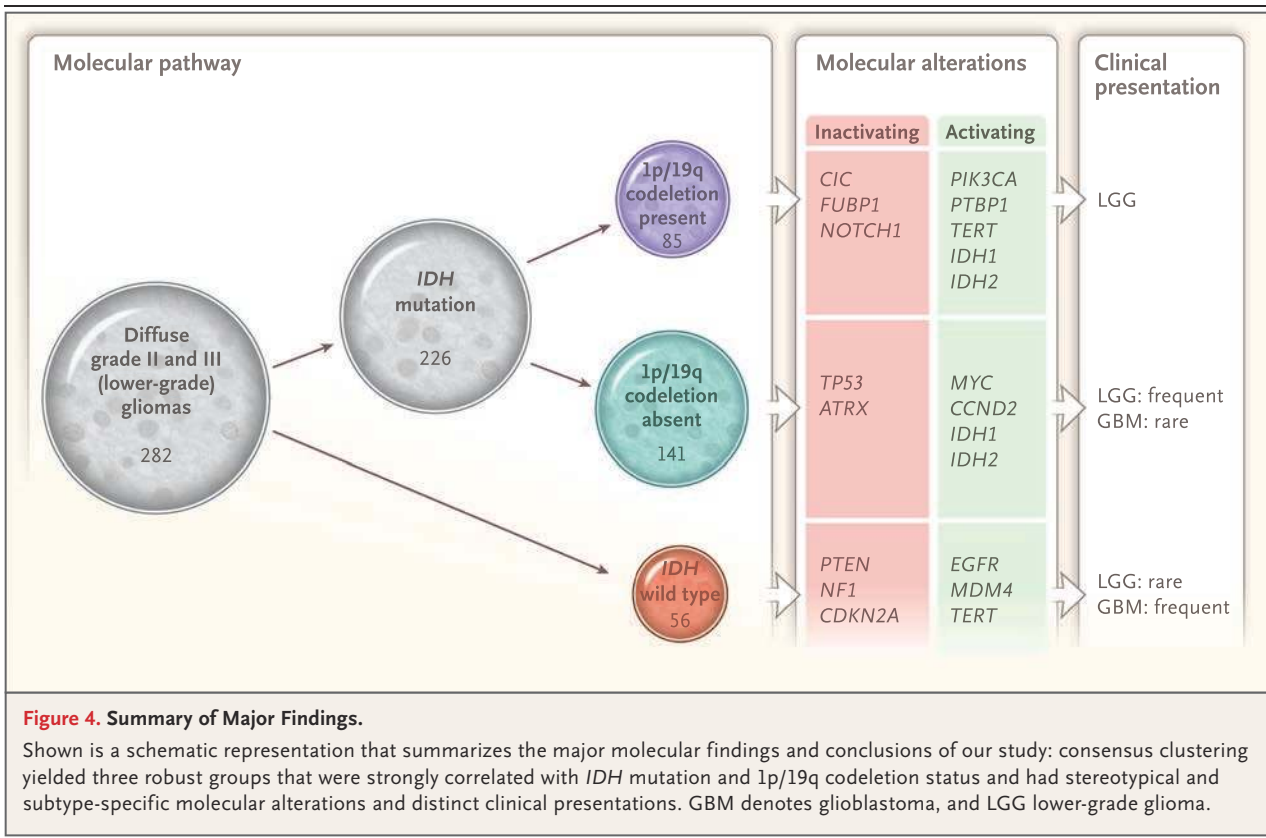 Molecular pathway
Diffuse
grade II and III
(lower-grade)
gliomas
282
IDH
mutation
226
1p/19q
codeletion
present
85
1p/19q
codeletion
absent
141
IDH
wild type
56
Molecular alterations
Inactivating
Activating
CIC
FUBP1
NOTCH1
PIK3CA
PTBP1
TERT
IDH1
IDH2
TP53
ATRX
MYC
CCND2
IDH1
IDH2
PTEN
NF1
CDKN2A
EGFR
MDM4
TERT
Clinical
presentation
LGG
LGG: frequent
GBM: rare
LGG: rare
GBM: frequent
Figure 4. Summary of Major Findings.
Shown is a schematic representation that summarizes the major molecular findings and conclusions of our study: consensus clustering
yielded three robust groups that were strongly correlated with IDH mutation and 1p/19q codeletion status and had stereotypical and
subtype-specific molecular alterations and distinct clinical presentations. GBM denotes glioblastoma, and LGG lower-grade glioma.